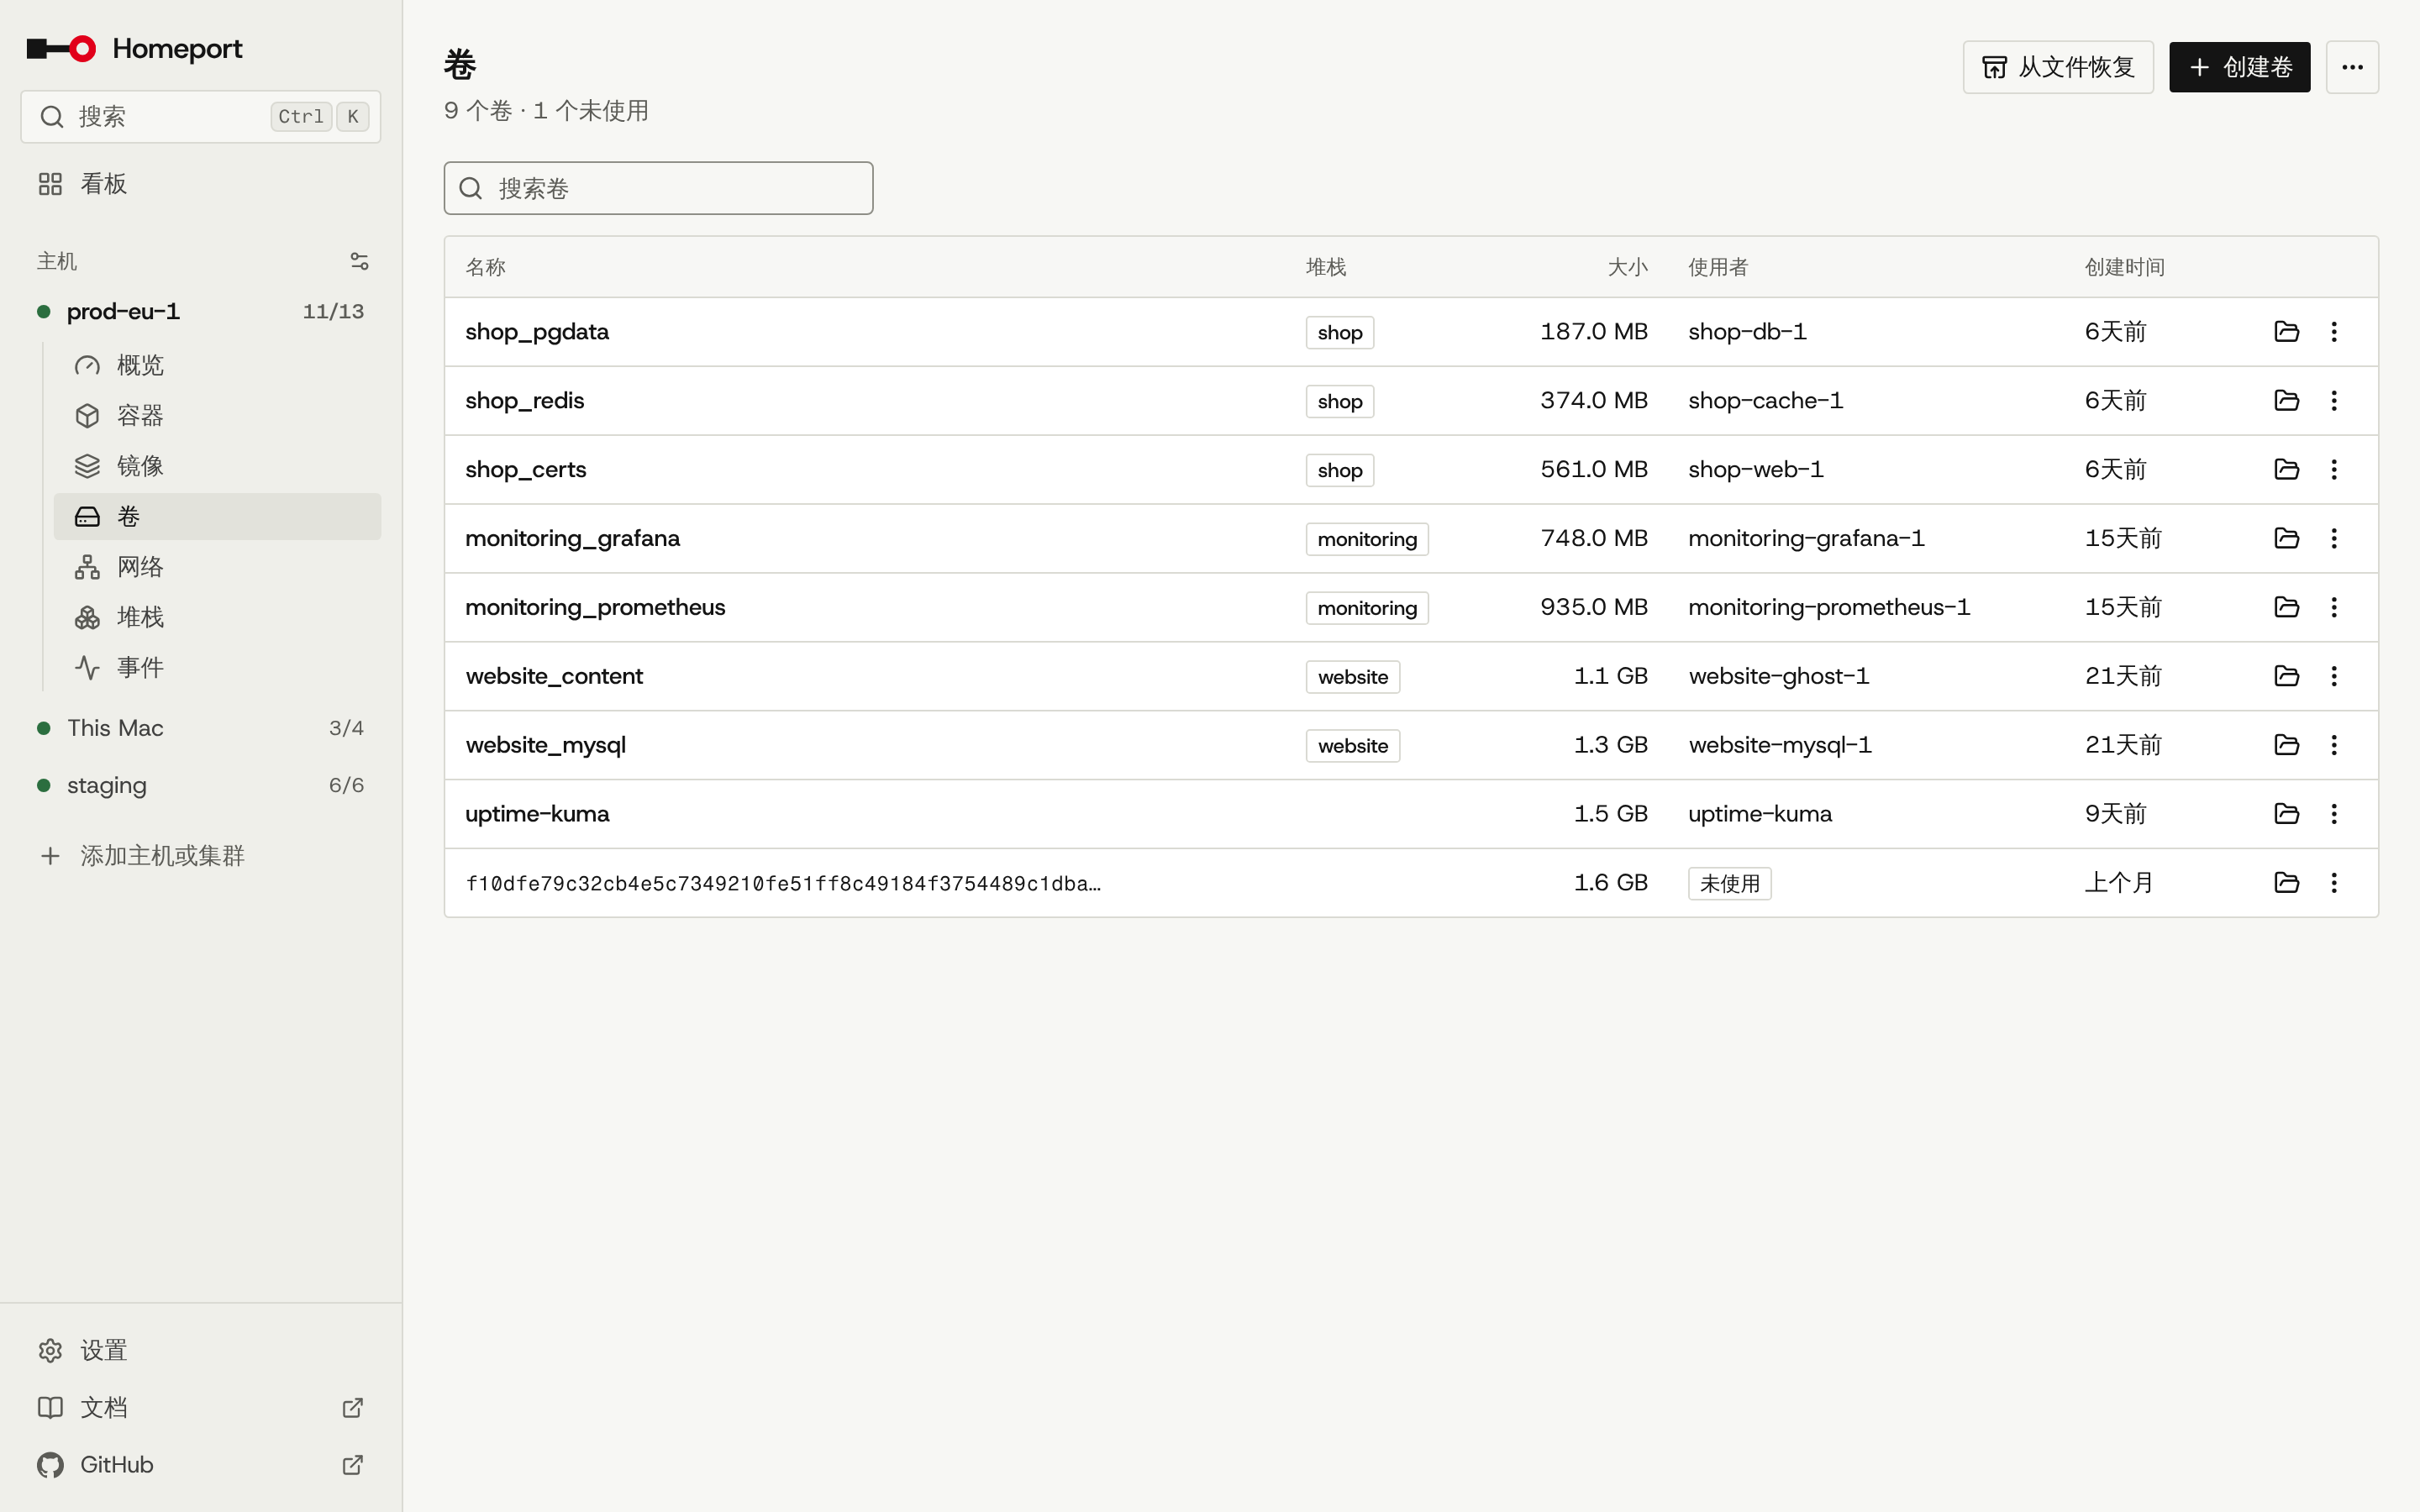 Homeport
搜索 Ctrl K
看板
主机
prod-eu-1 11/13
概览
容器
镜像
卷
网络
堆栈
事件
This Mac 3/4
staging 6/6
添加主机或集群
设置
文档
GitHub
卷
9 个卷 · 1 个未使用
从文件恢复
创建卷
搜索卷
名称 堆栈 大小 使用者 创建时间
shop_pgdata shop 187.0 MB shop-db-1 6天前
shop_redis shop 374.0 MB shop-cache-1 6天前
shop_certs shop 561.0 MB shop-web-1 6天前
monitoring_grafana monitoring 748.0 MB monitoring-grafana-1 15天前
monitoring_prometheus monitoring 935.0 MB monitoring-prometheus-1 15天前
website_content website 1.1 GB website-ghost-1 21天前
website_mysql website 1.3 GB website-mysql-1 21天前
uptime-kuma 1.5 GB uptime-kuma 9天前
f10dfe79c32cb4e5c7349210fe51ff8c49184f3754489c1dba… 1.6 GB 未使用 上个月